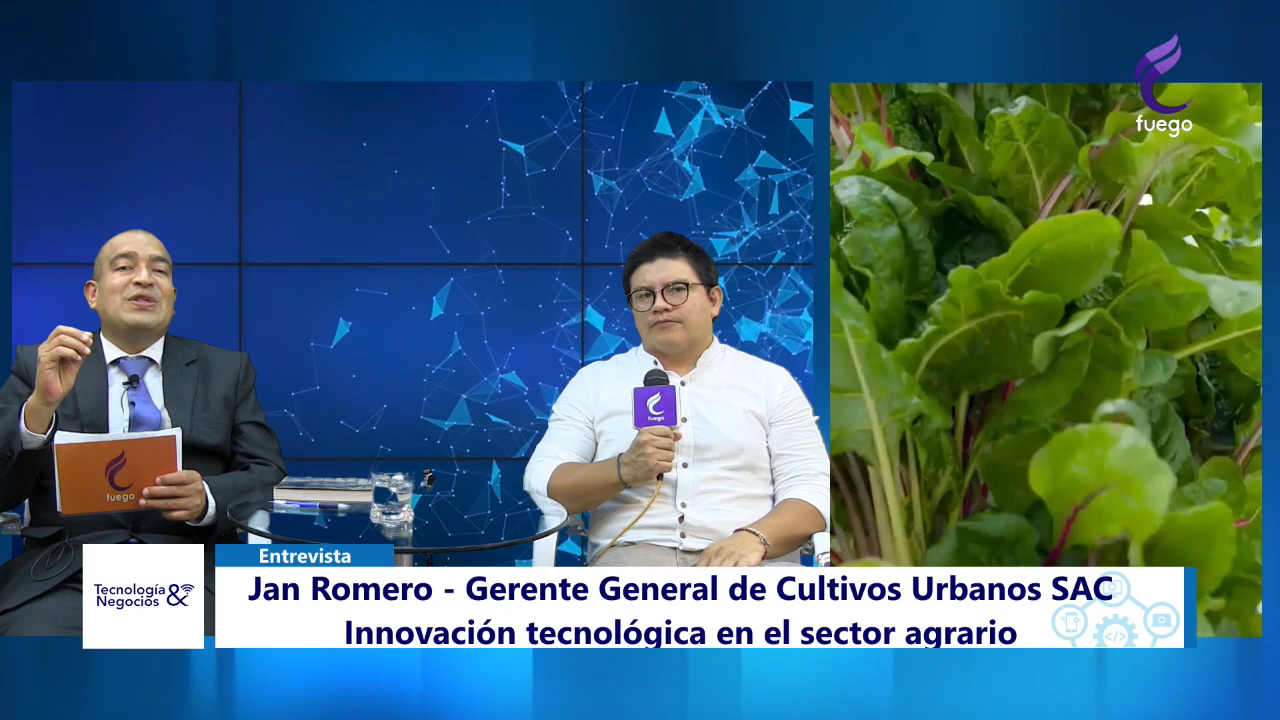 fuego
fuego
fuego
Entrevista
Tecnología &
Negocios
Jan Romero - Gerente General de Cultivos Urbanos SAC
Innovación tecnológica en el sector agrario